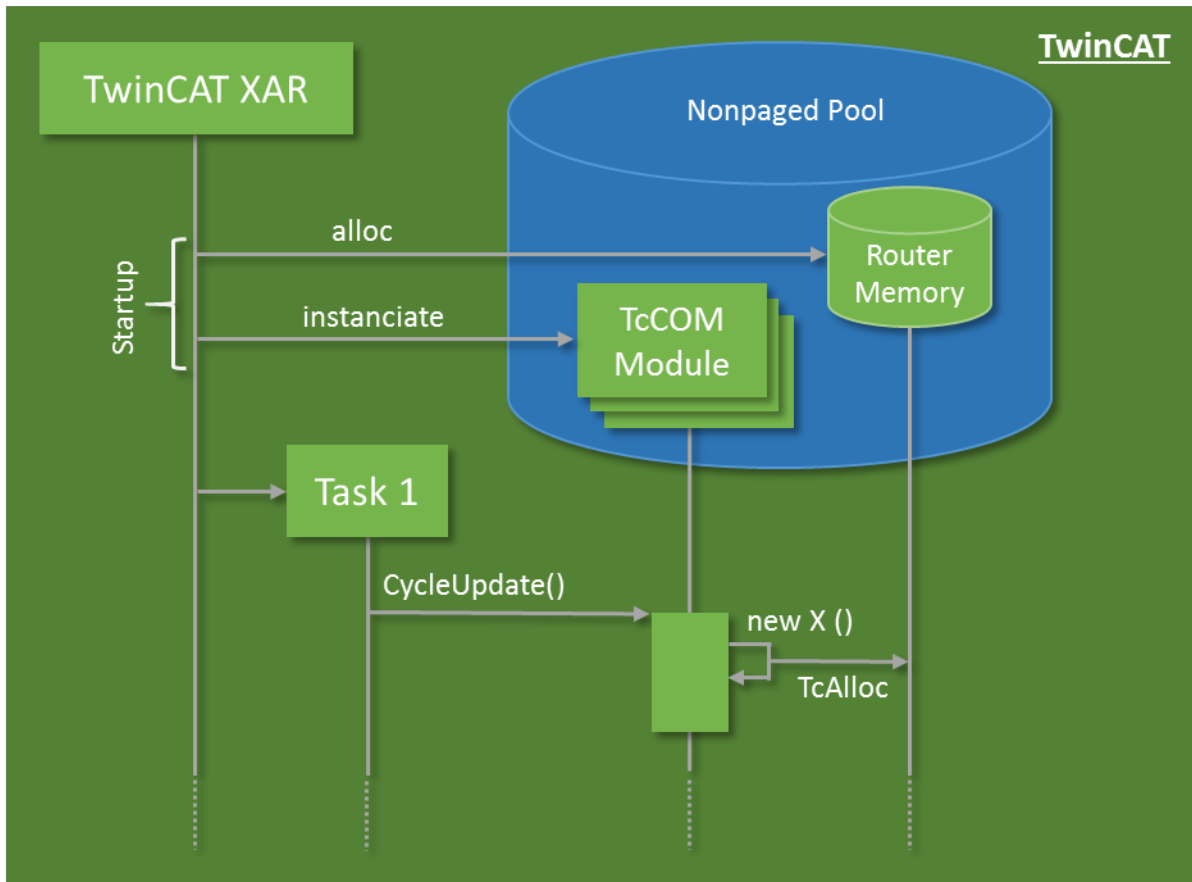 TwinCAT
TwinCAT XAR
Nonpaged Pool
alloc
Router
Memory
Startup
instanciate
TcCOM
Module
Task 1
CycleUpdate()
new X ()
TcAlloc